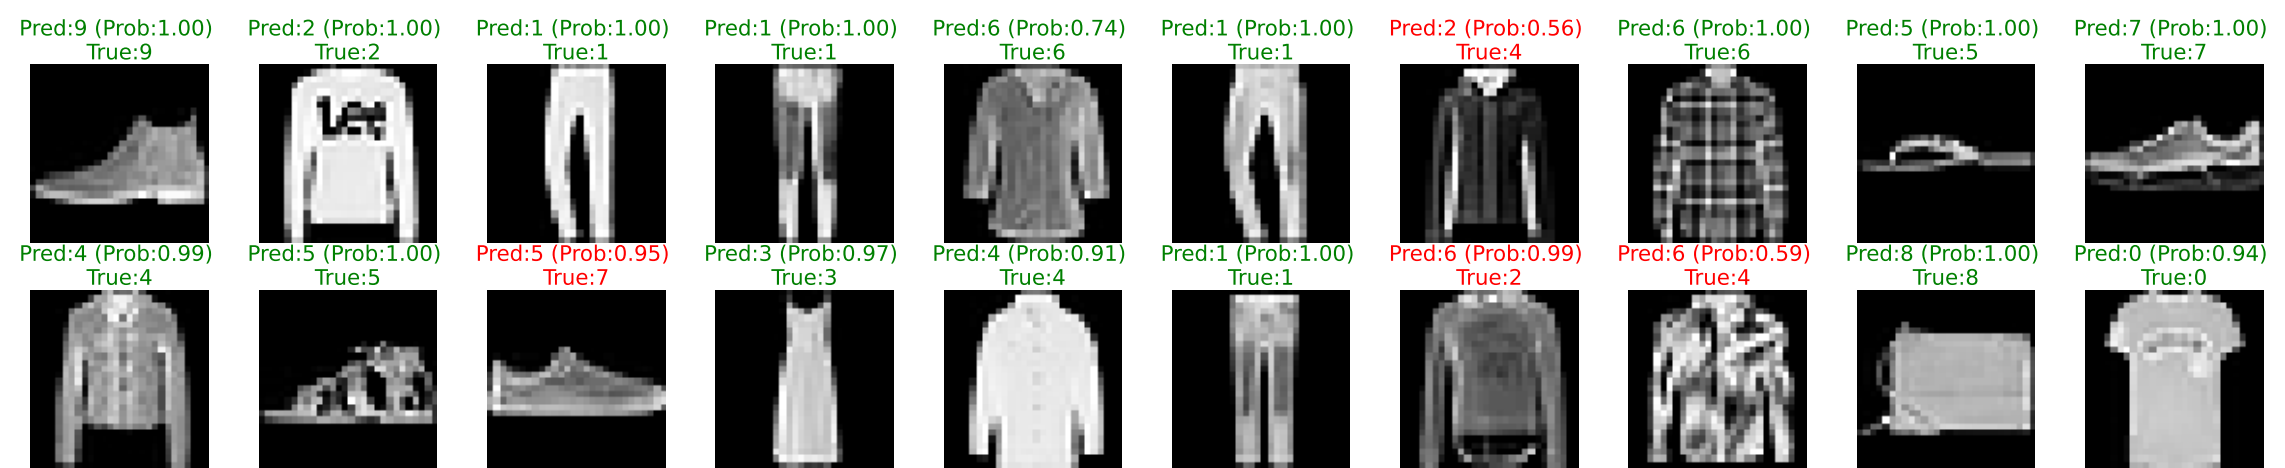 Pred:9 (Prob:1.00) Pred:2 (Prob:1.00) Pred:1 (Prob:1.00) Pred:1 (Prob:1.00) Pred:6 (Prob:0.74) Pred:1 (Prob:1.00) Pred:2 (Prob:0.56) Pred:6 (Prob:1.00) Pred:5 (Prob:1.00) Pred:7 (Prob:1.00)
True:9 True:2 True:1 True:1 True:6 True:1 True:4 True:6 True:5 True:7
Lee
Pred:4 (Prob:0.99) Pred:5 (Prob:1.00) Pred:5 (Prob:0.95) Pred:3 (Prob:0.97) Pred:4 (Prob:0.91) Pred:1 (Prob:1.00) Pred:6 (Prob:0.99) Pred:6 (Prob:0.59) Pred:8 (Prob:1.00) Pred:0 (Prob:0.94)
True:4 True:5 True:7 True:3 True:4 True:1 True:2 True:4 True:8 True:0